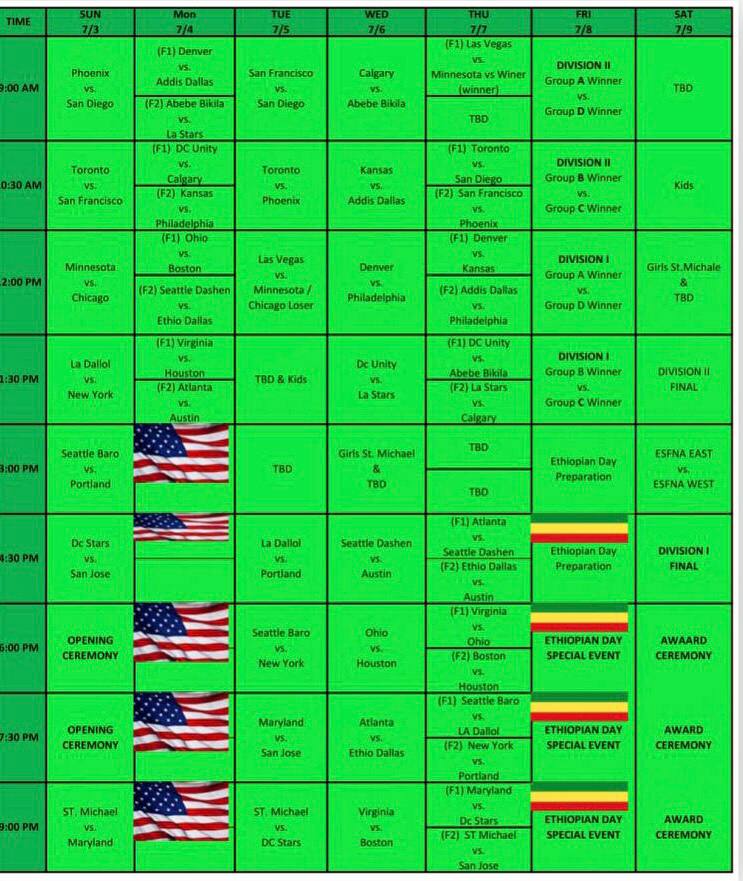 TIME
SUN
7/3
Mon
7/4
TUE
7/5
WED
7/6
THU
7/7
FRI
7/8
SAT
7/9
9:00 AM
Phoenix
vs.
San Diego
(F1) Denver
vs.
Addis Dallas
(F2) Abebe Bikila
vs.
La Stars
San Francisco
vs.
San Diego
Calgary
vs.
Abebe Bikila
(F1) Las Vegas
vs.
Minnesota vs Winer
(winner)
TBD
DIVISION II
Group A Winner
vs.
Group D Winner
TBD
0:30 AM
Toronto
vs.
San Francisco
(F1) DC Unity
vs.
Calgary
(F2) Kansas
vs.
Philadelphia
Toronto
vs.
Phoenix
Kansas
vs.
Addis Dallas
(F1) Toronto
vs.
San Diego
(F2) San Francisco
vs.
Phoenix
DIVISION II
Group B Winner
vs.
Group C Winner
Kids
2:00 PM
Minnesota
vs.
Chicago
(F1) Ohio
vs.
Boston
(F2) Seattle Dashen
vs.
Ethio Dallas
Las Vegas
vs.
Minnesota /
Chicago Loser
Denver
vs.
Philadelphia
(F1) Denver
vs.
Kansas
(F2) Addis Dallas
vs.
Philadelphia
DIVISION I
Group A Winner
vs.
Group D Winner
Girls St.Michale
&
TBD
1:30 PM
La Dallol
vs.
New York
(F1) Virginia
vs.
Houston
(F2) Atlanta
vs.
Austin
TBD & Kids
Dc Unity
vs.
La Stars
(F1) DC Unity
vs.
Abebe Bikila
(F2) La Stars
vs.
Calgary
DIVISION I
Group B Winner
vs.
Group C Winner
DIVISION II
FINAL
3:00 PM
Seattle Baro
vs.
Portland
TBD
Girls St. Michael
&
TBD
TBD
TBD
Ethiopian Day
Preparation
ESFNA EAST
vs.
ESFNA WEST
4:30 PM
Dc Stars
vs.
San Jose
La Dallol
vs.
Portland
Seattle Dashen
vs.
Austin
(F1) Atlanta
vs.
Seattle Dashen
(F2) Ethio Dallas
vs.
Austin
Ethiopian Day
Preparation
DIVISION I
FINAL
6:00 PM
OPENING
CEREMONY
Seattle Baro
vs.
New York
Ohio
vs.
Houston
(F1) Virginia
vs.
Ohio
(F2) Boston
vs.
Houston
ETHIOPIAN DAY
SPECIAL EVENT
AWAARD
CEREMONY
7:30 PM
OPENING
CEREMONY
Maryland
vs.
San Jose
Atlanta
vs.
Ethio Dallas
(F1) Seattle Baro
vs.
LA Dallol
(F2) New York
vs.
Portland
ETHIOPIAN DAY
SPECIAL EVENT
AWARD
CEREMONY
9:00 PM
ST. Michael
vs.
Maryland
ST. Michael
vs.
DC Stars
Virginia
vs.
Boston
(F1) Maryland
vs.
Dc Stars
(F2) ST Michael
vs.
San Jose
ETHIOPIAN DAY
SPECIAL EVENT
AWARD
CEREMONY